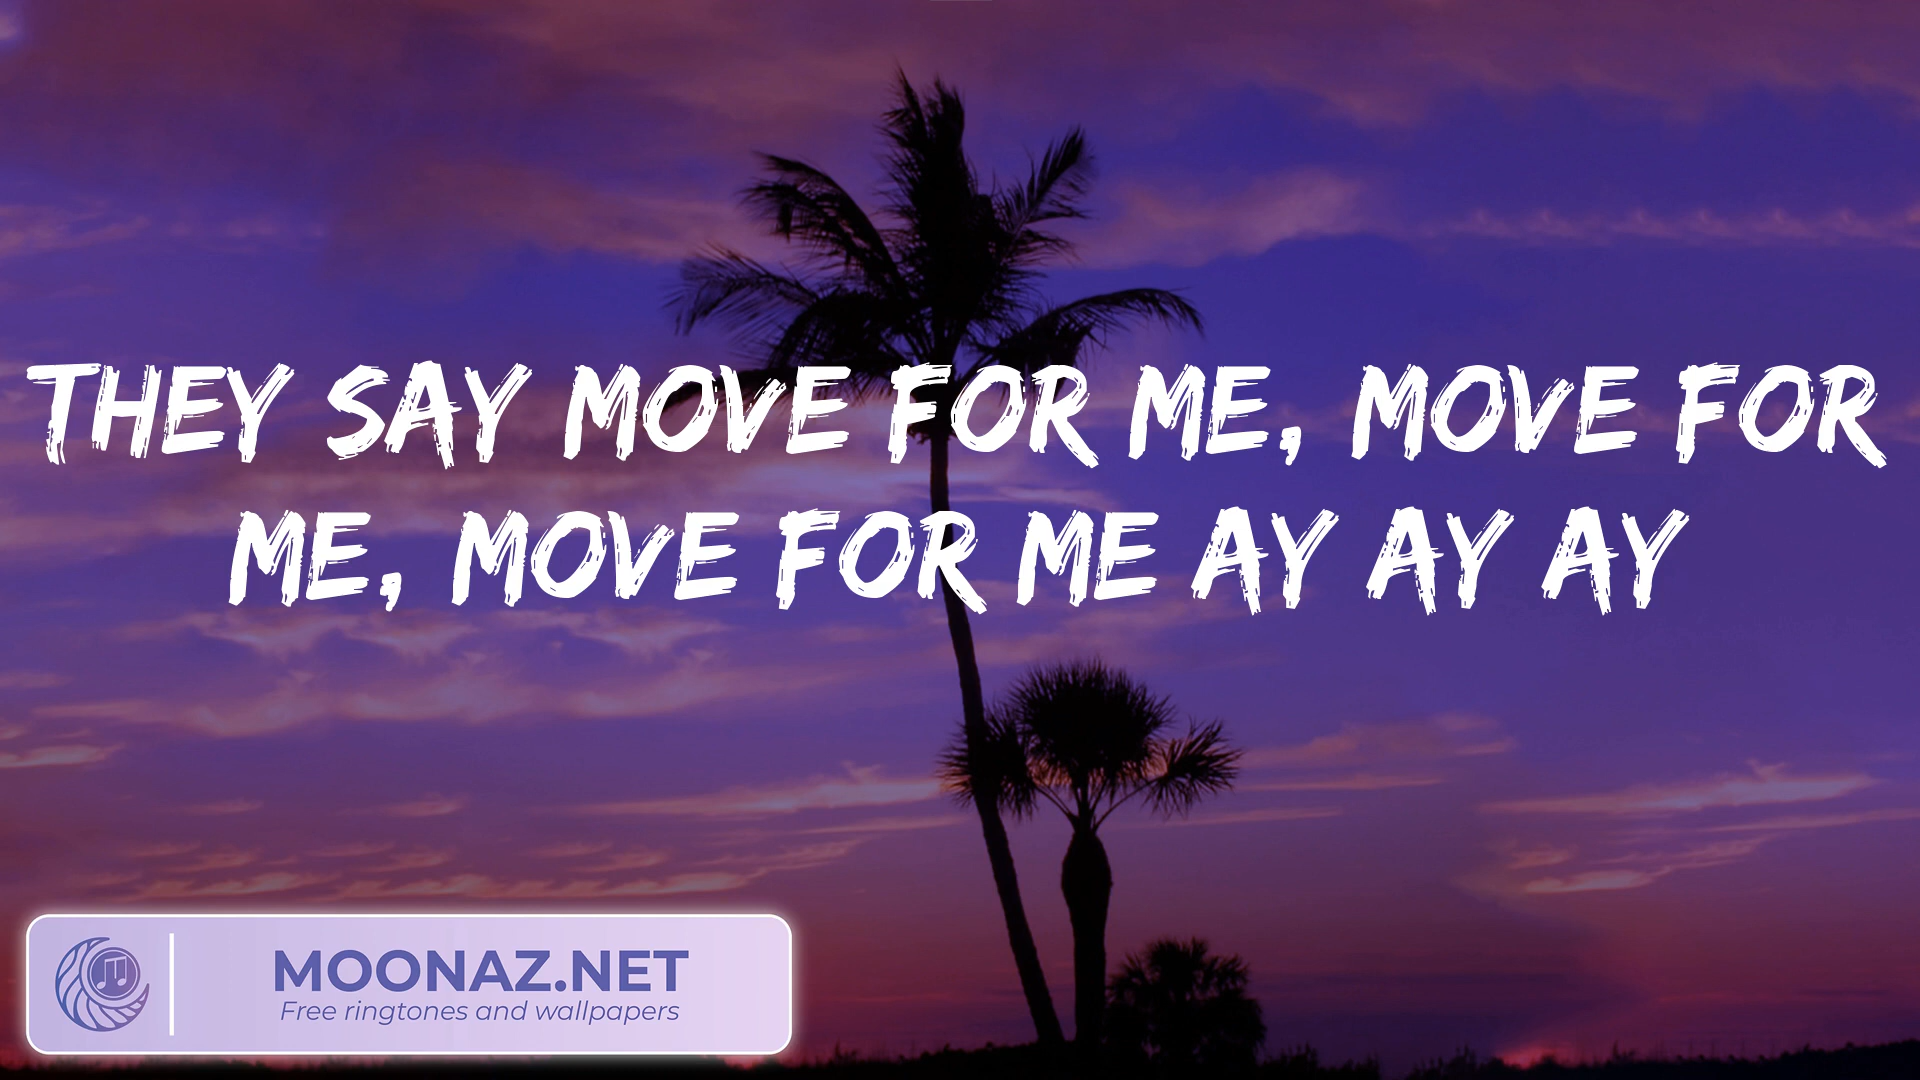 THEY SAY MOVE FOR ME, MOVE FOR
ME, MOVE FOR ME AY AY AY
MOONAZ.NET
Free ringtones and wallpapers